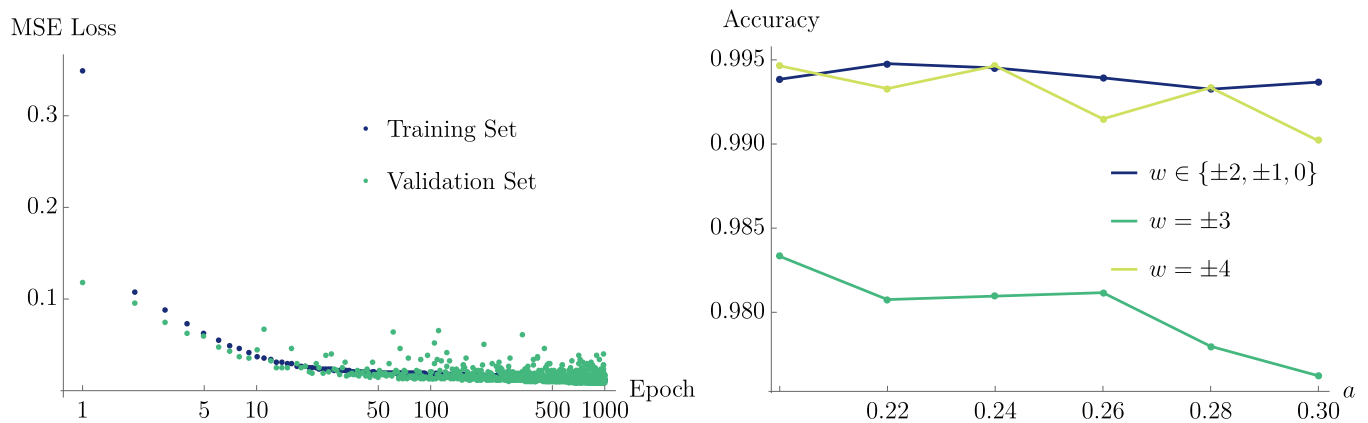 MSE Loss
0.3
0.2
0.1
Training Set
Validation Set
1 5 10 50 100 500 1000
Epoch
Accuracy
0.995
0.990
0.985
0.980
w ∈ {±2, ±1, 0}
w = ±3
w = ±4
0.22 0.24 0.26 0.28 0.30
a